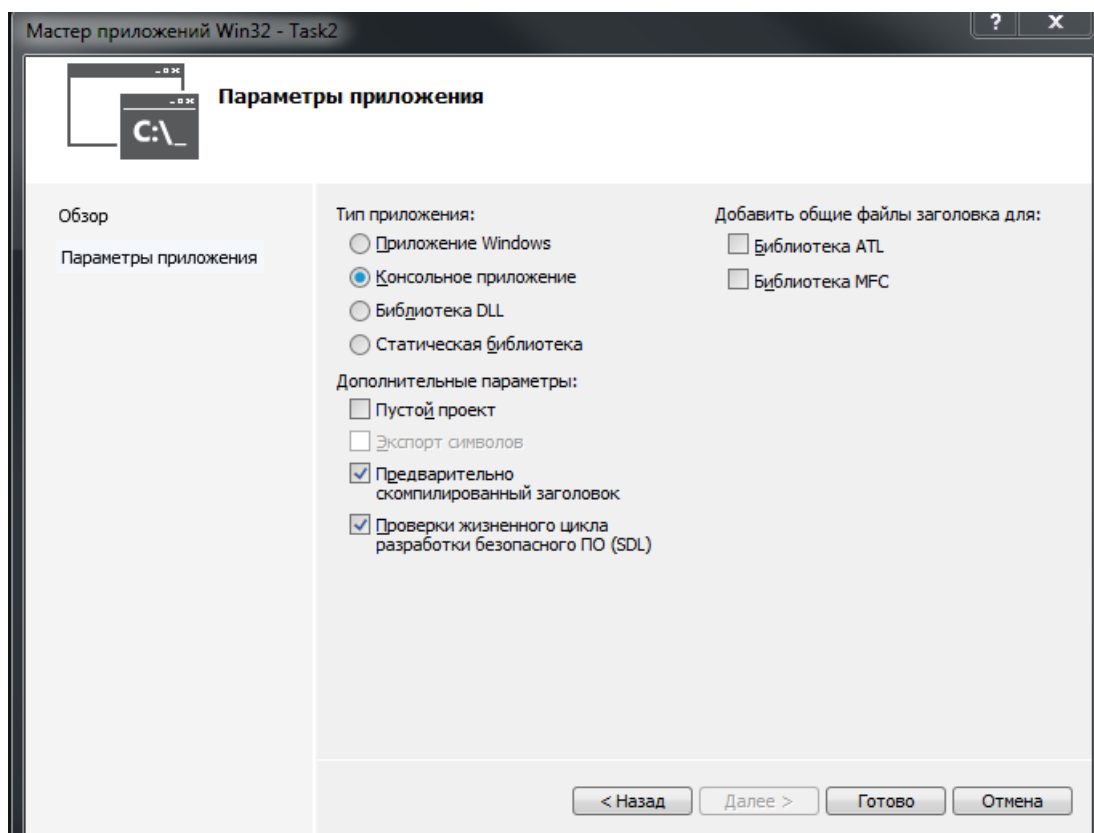 Мастер приложений Win32 - Task2
? x
C:\_
Параметры приложения
Обзор
Параметры приложения
Тип приложения:
Приложение Windows
Консольное приложение
Библиотека DLL
Статическая библиотека
Дополнительные параметры:
Пустой проект
Экспорт символов
Предварительно
скомпилированный заголовок
Проверки жизненного цикла
разработки безопасного ПО (SDL)
Добавить общие файлы заголовка для:
Библиотека ATL
Библиотека MFC
< Назад
Далее >
Готово
Отмена